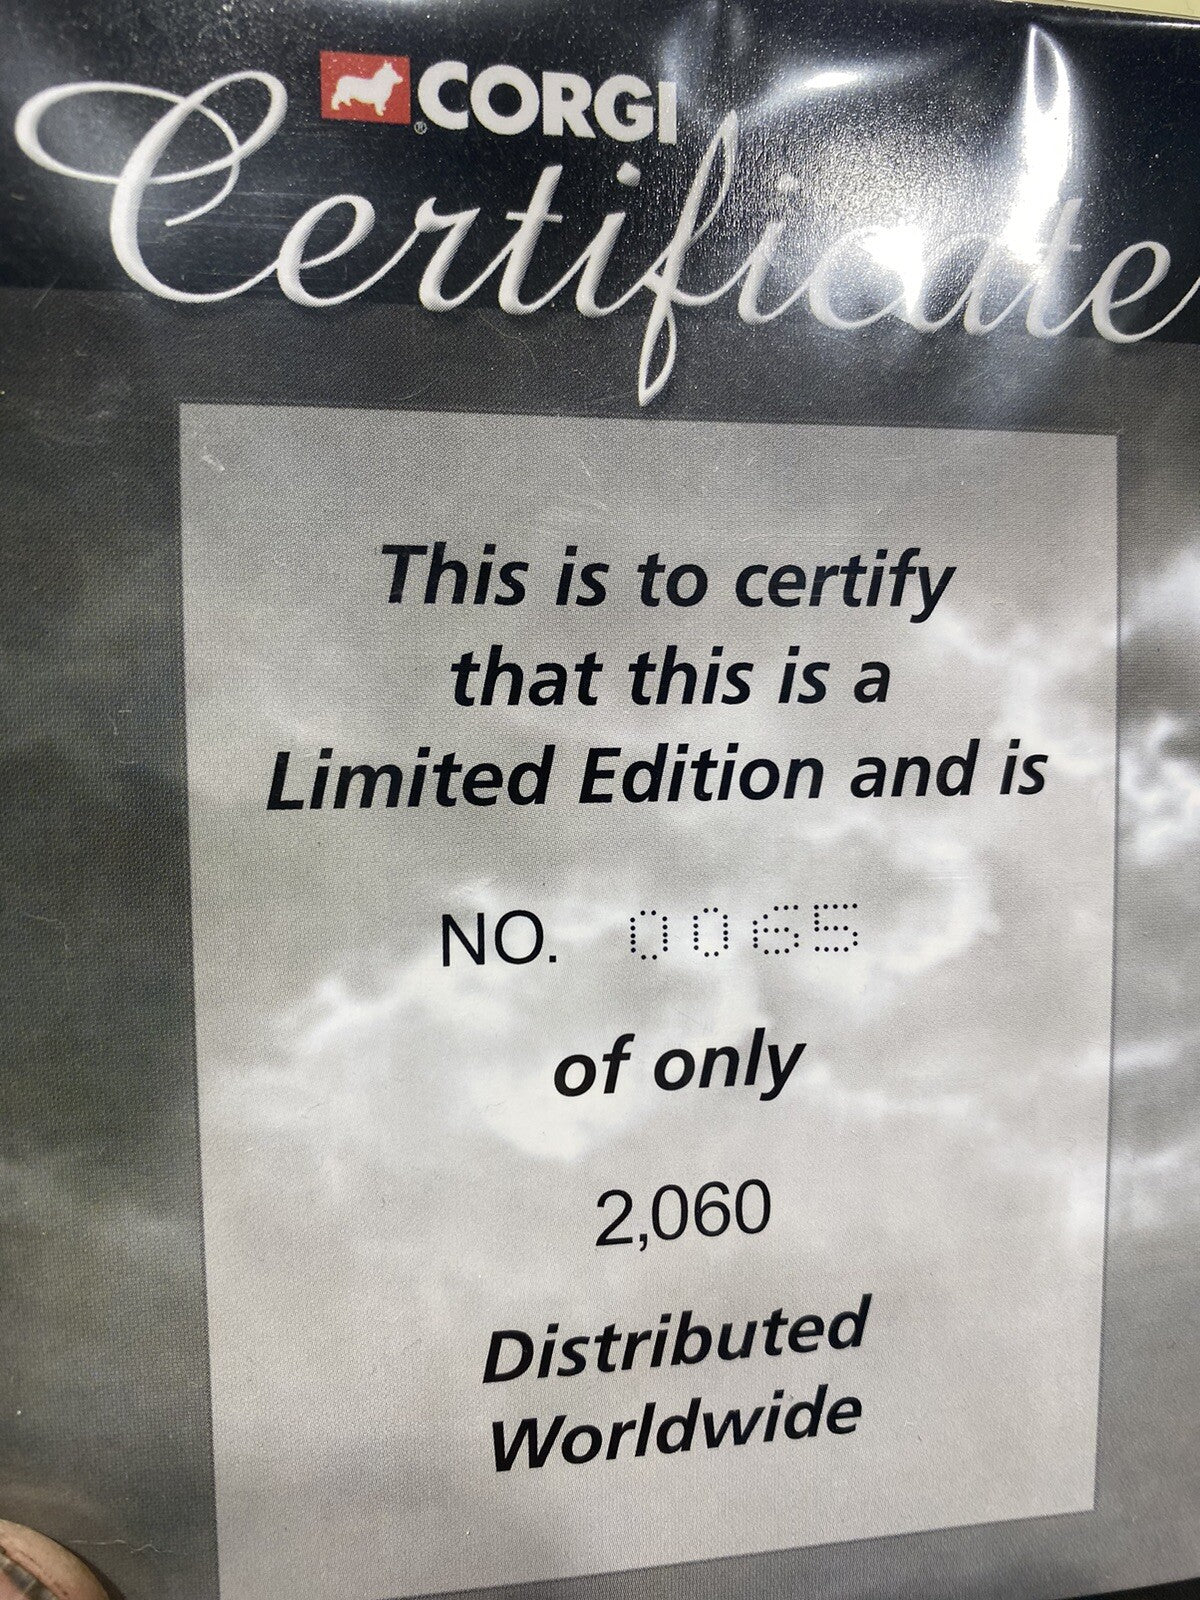 CORGI
Certificate
This is to certify
that this is a
Limited Edition and is
NO. 0065
of only
2,060
Distributed
Worldwide